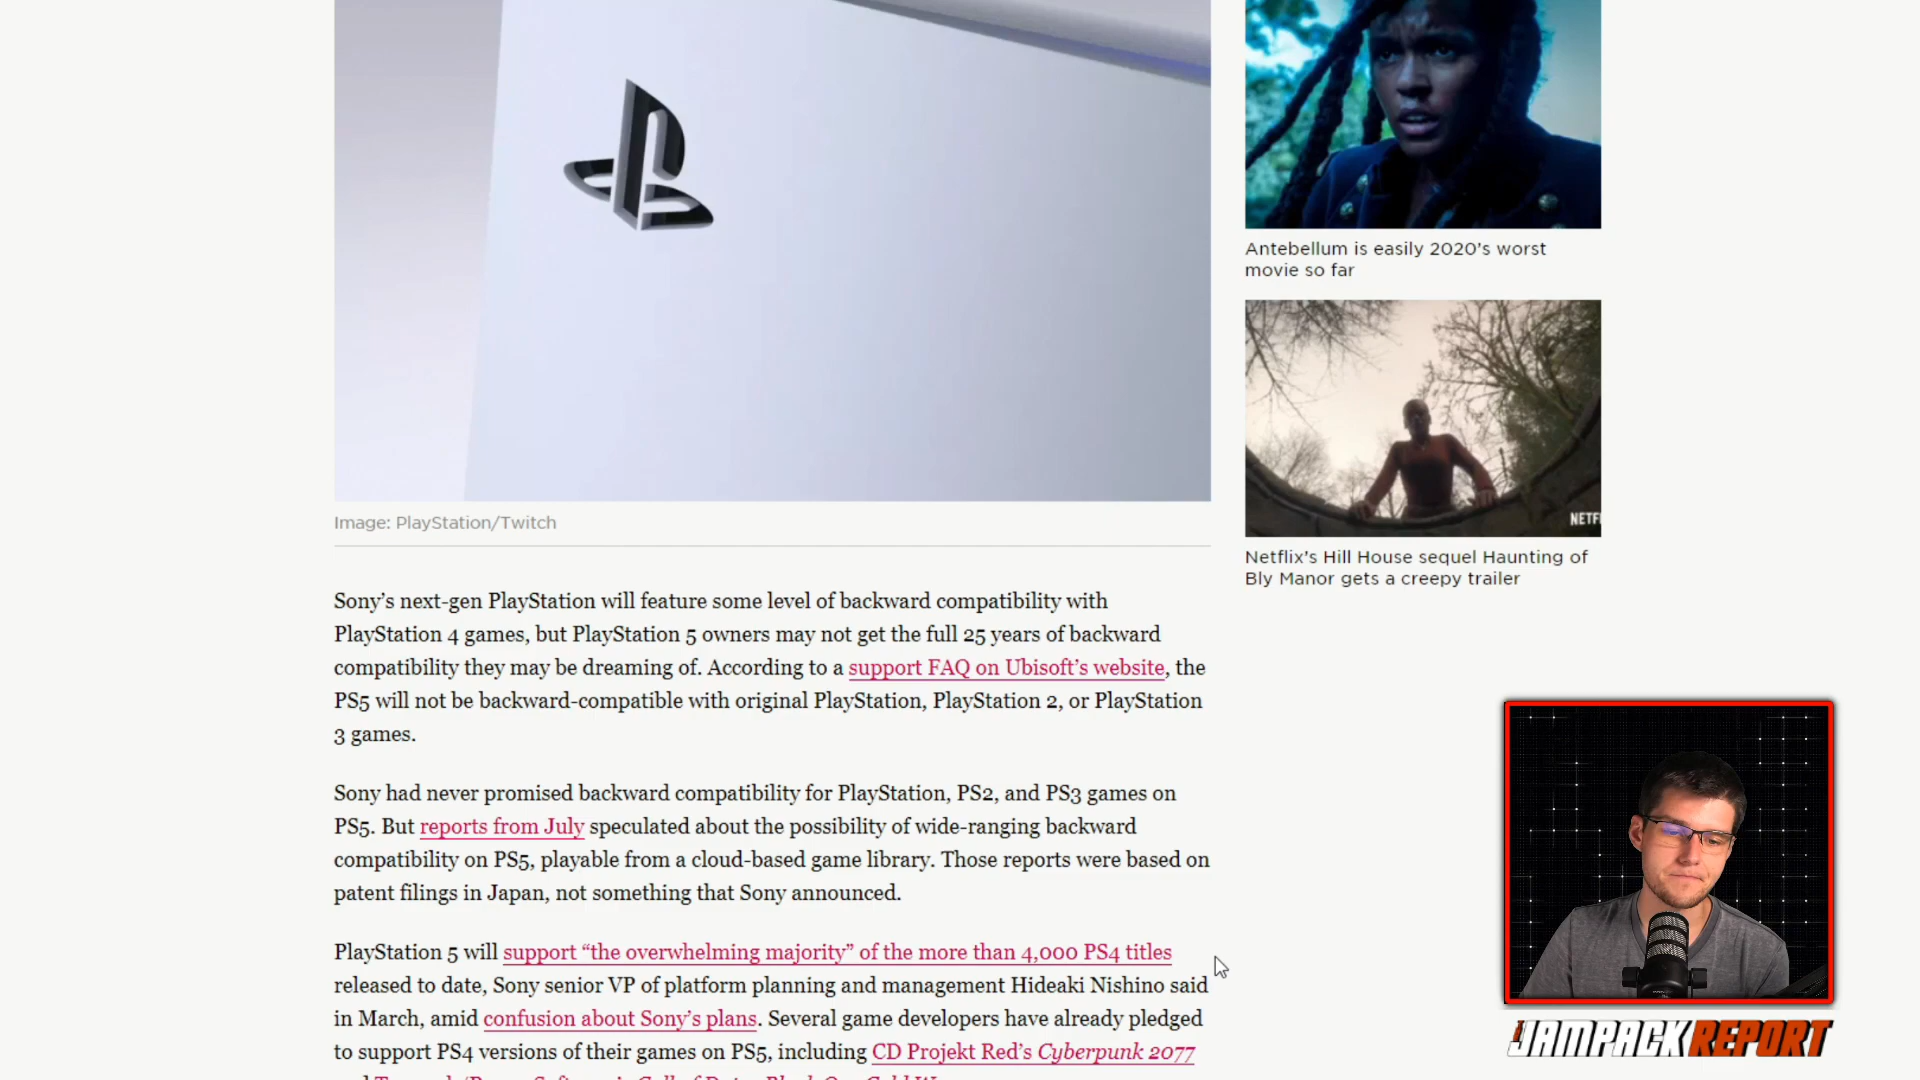 Image: PlayStation/Twitch
Sony's next-gen PlayStation will feature some level of backward compatibility with
PlayStation 4 games, but PlayStation 5 owners may not get the full 25 years of backward
compatibility they may be dreaming of. According to a support FAQ on Ubisoft's website, the
PS5 will not be backward-compatible with original PlayStation, PlayStation 2, or PlayStation
3 games.
Sony had never promised backward compatibility for PlayStation, PS2, and PS3 games on
PS5. But reports from July speculated about the possibility of wide-ranging backward
compatibility on PS5, playable from a cloud-based game library. Those reports were based on
patent filings in Japan, not something that Sony announced.
PlayStation 5 will support “the overwhelming majority” of the more than 4,000 PS4 titles
released to date, Sony senior VP of platform planning and management Hideaki Nishino said
in March, amid confusion about Sony's plans. Several game developers have already pledged
to support PS4 versions of their games on PS5, including CD Projekt Red's Cyberpunk 2077
Antebellum is easily 2020's worst
movie so far
NETF
Netflix's Hill House sequel Haunting of
Bly Manor gets a creepy trailer
JAMPACK REPORT